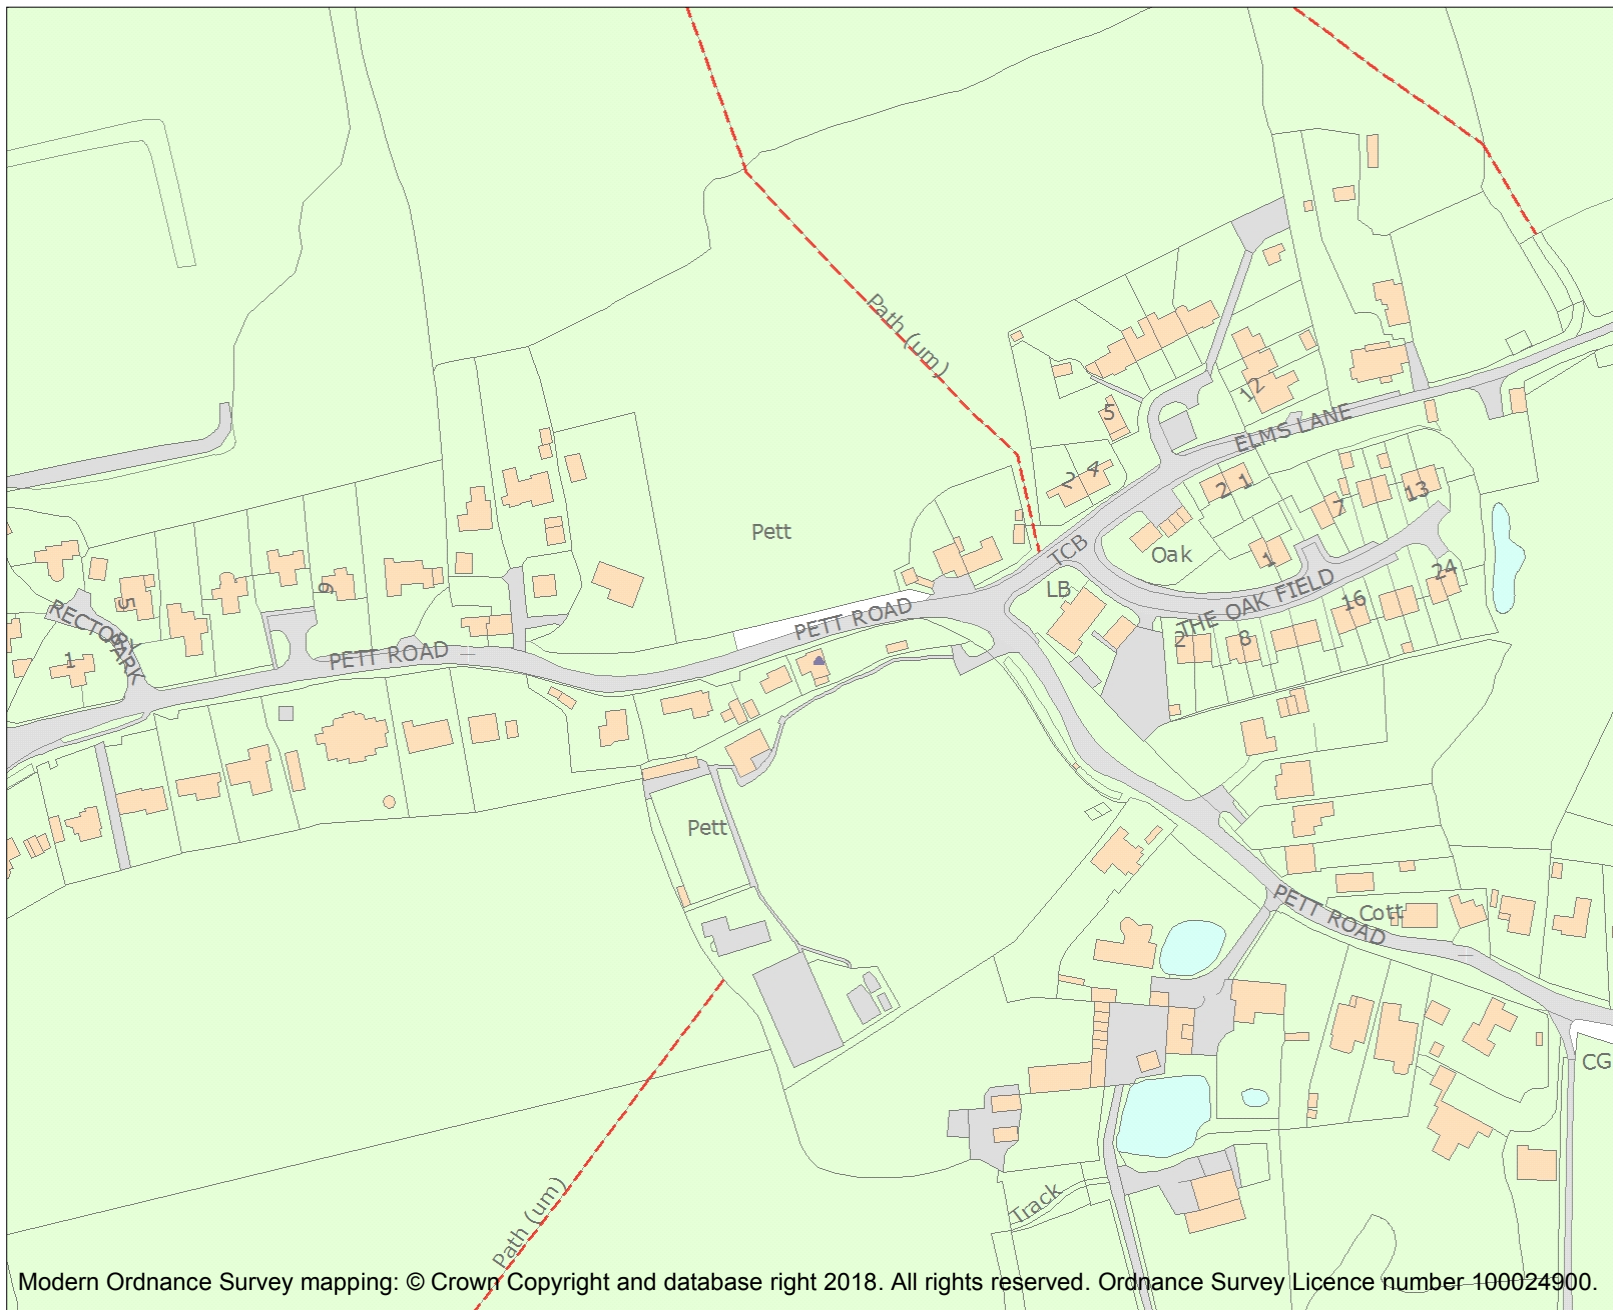 Path (um)
5
12
ELMS LANE
2
4
2
1
7
13
Pett
TCB
Oak
1
LB
THE OAK FIELD
24
16
2
8
5
6
RECTORY
PARK
1
PETT ROAD
PETT ROAD
Pett
PETT ROAD
Cott
CG
Track
Path (um)
Modern Ordnance Survey mapping: © Crown Copyright and database right 2018. All rights reserved. Ordnance Survey Licence number 100024900.